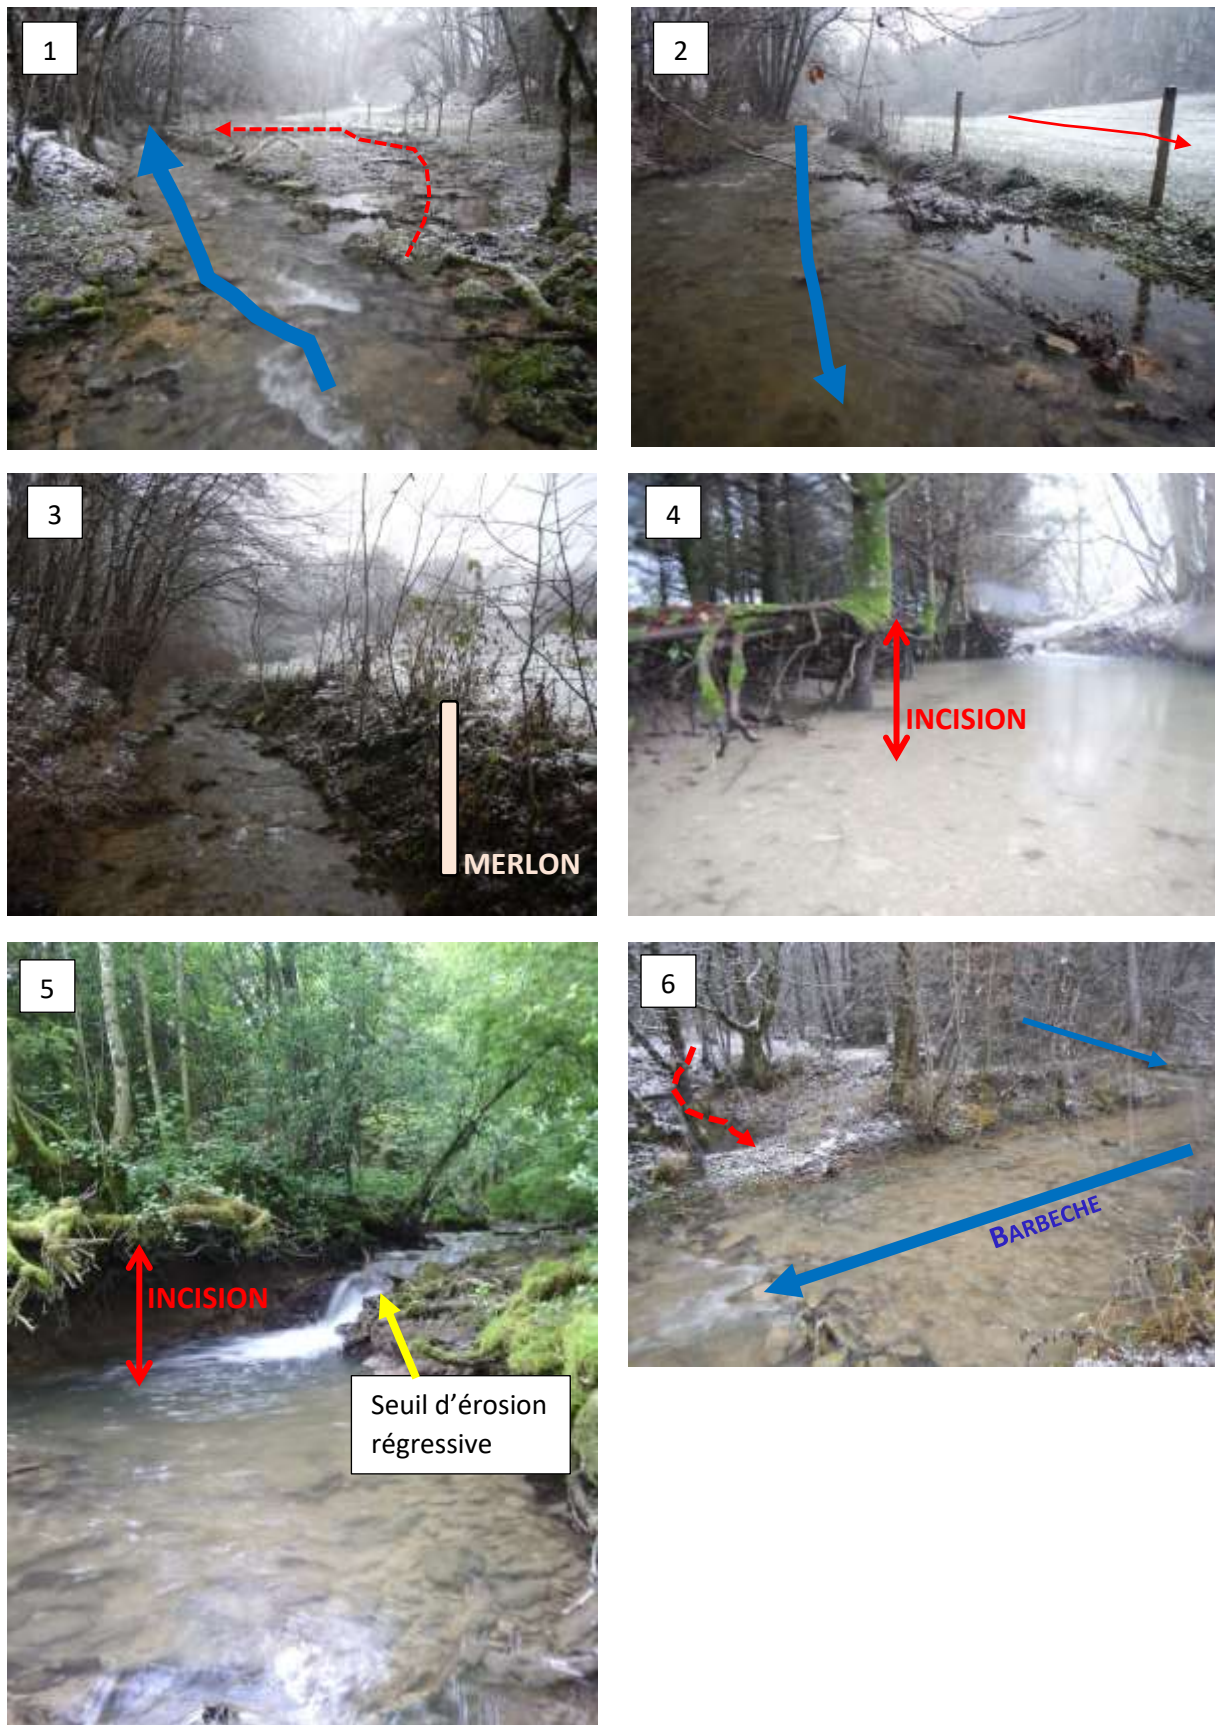 1
2
3
MERLON
4
INCISION
5
INCISION
Seuil d'érosion
régressive
6
BARBECHE